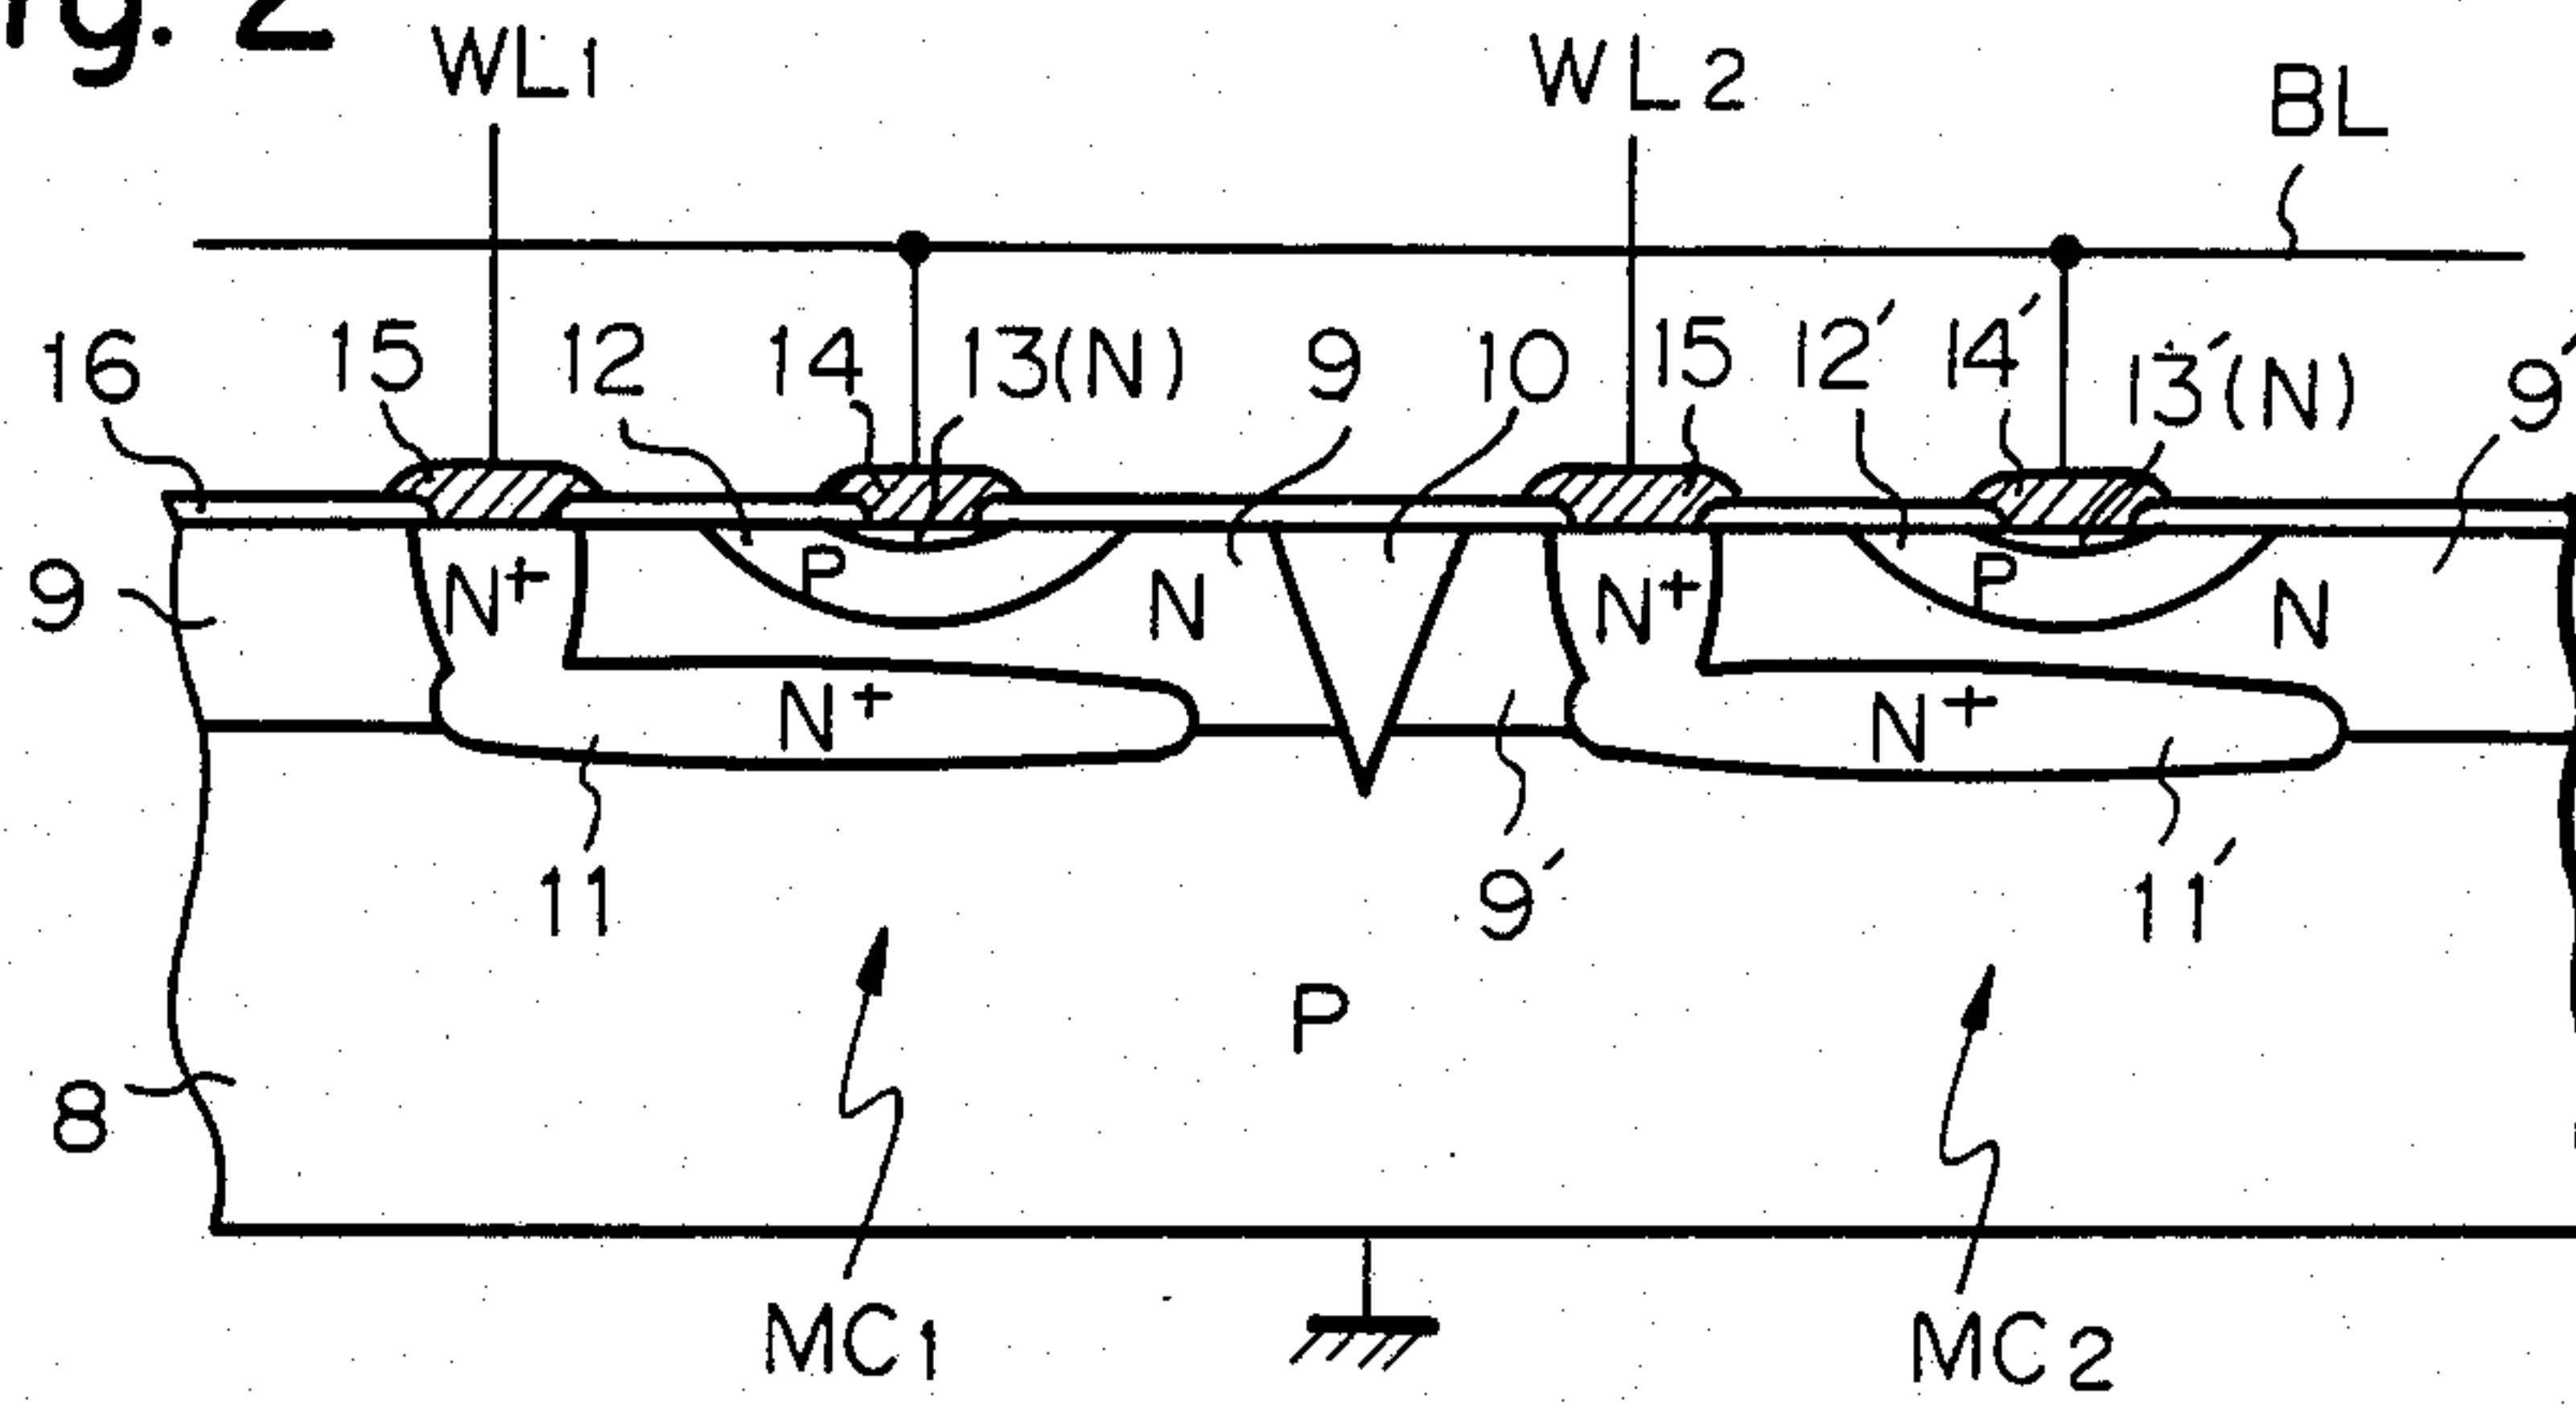 ig. 2
WL1 WL2 BL
16 15 12 14 13(N) 9 10 15 12′ 14′ 13′(N) 9′
9 N+ P N N+ P N
N+ N+
11 9′ 11′
P
8
MC1 MC2